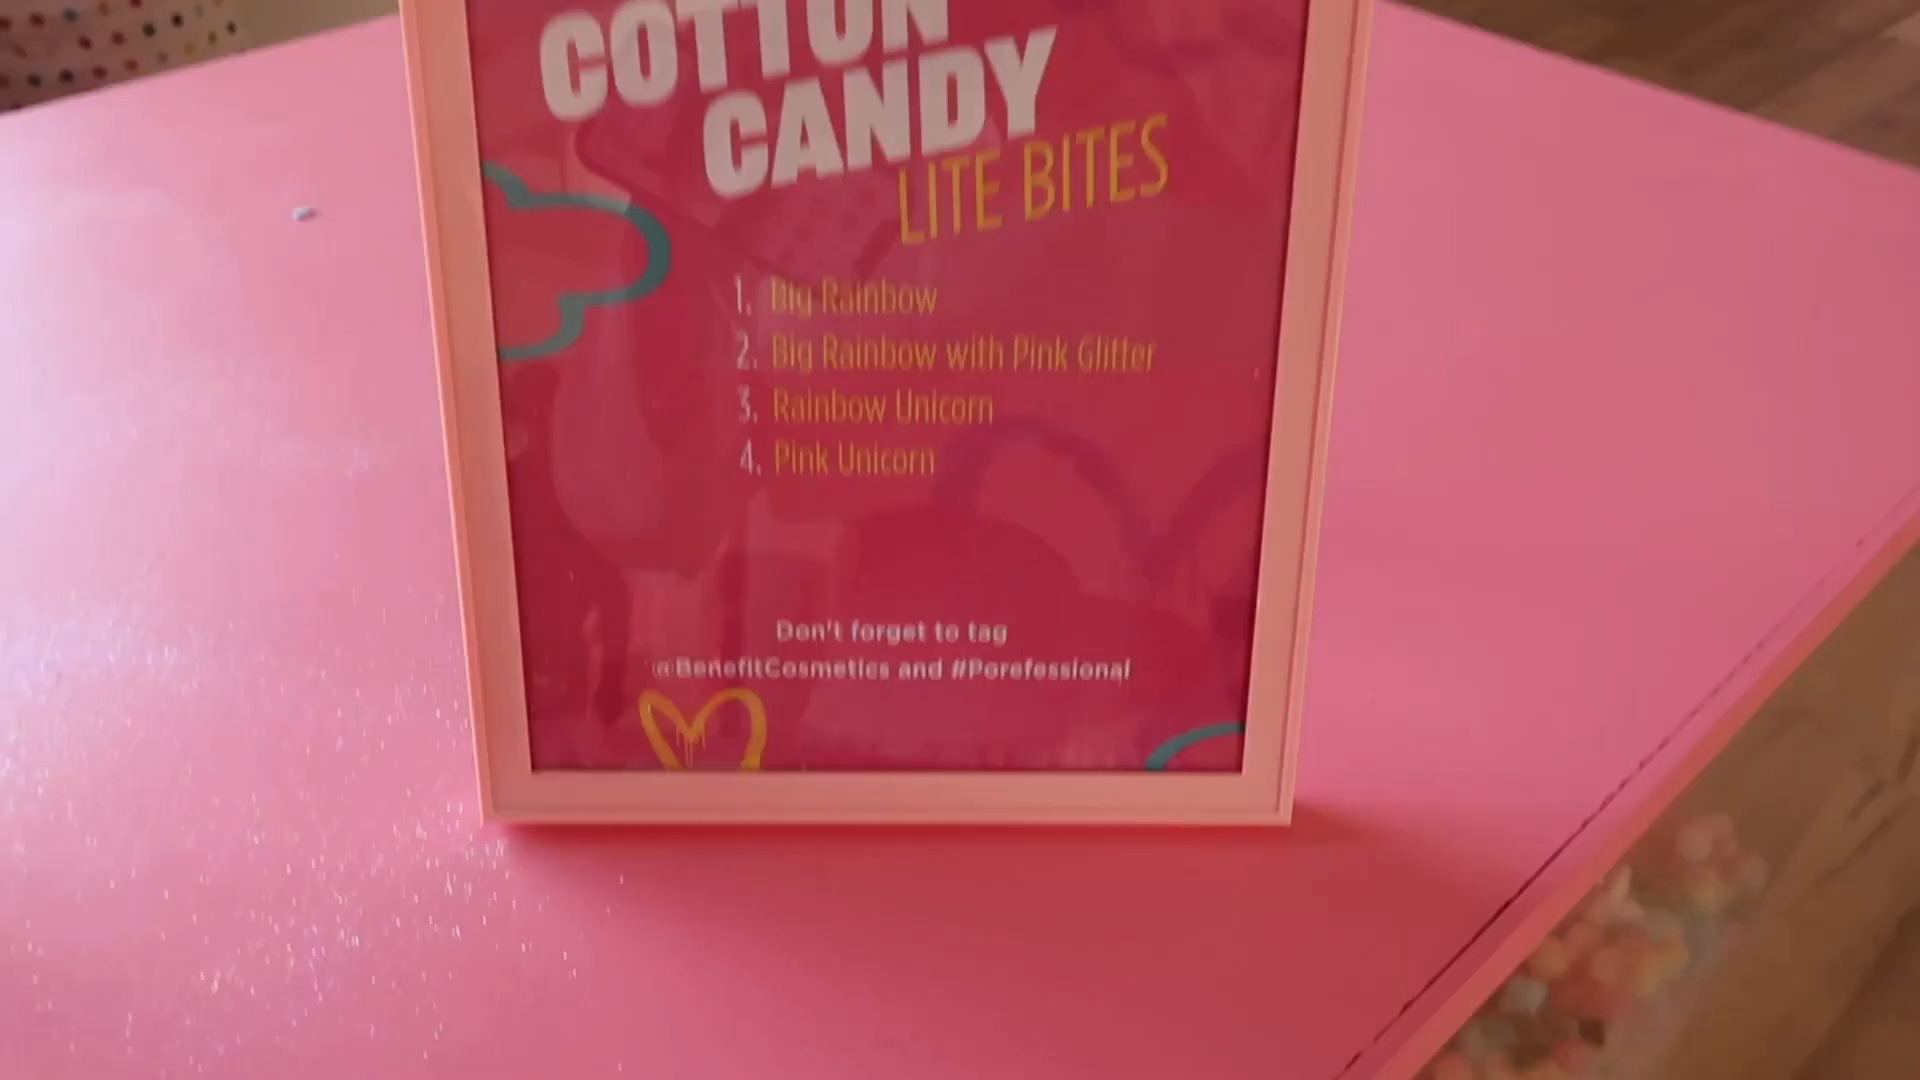 COTTON
CANDY
LITE BITES
1. Big Rainbow
2. Big Rainbow with Pink Glitter
3. Rainbow Unicorn
4. Pink Unicorn
Don't forget to tag
@BenefitCosmetics and #Porefessional